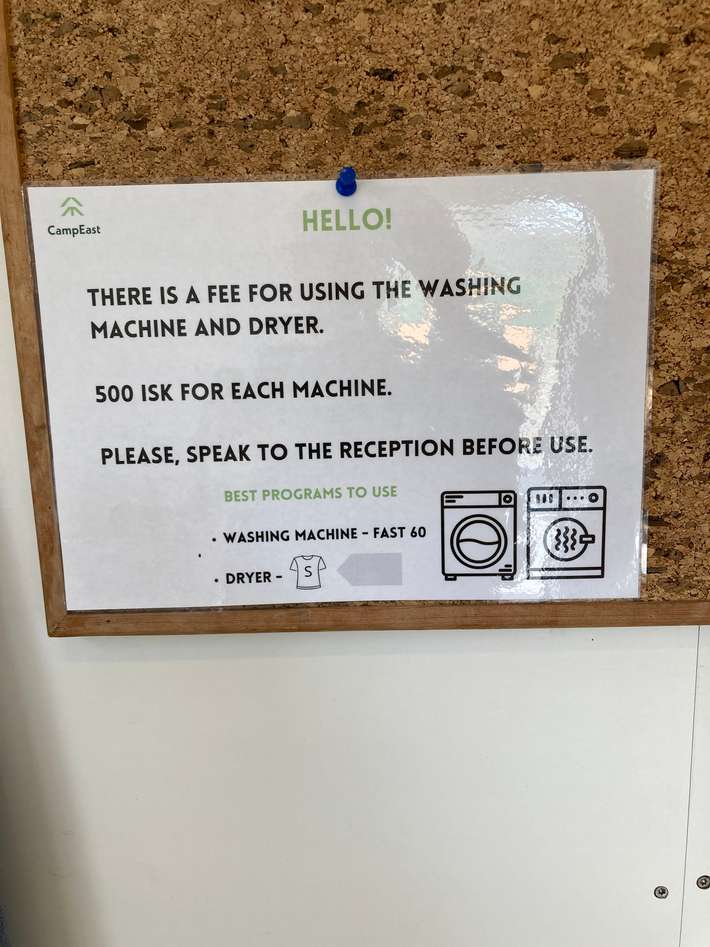 CampEast
HELLO!
THERE IS A FEE FOR USING THE WASHING
MACHINE AND DRYER.
500 ISK FOR EACH MACHINE.
PLEASE, SPEAK TO THE RECEPTION BEFORE USE.
BEST PROGRAMS TO USE
• WASHING MACHINE - FAST 60
• DRYER - S